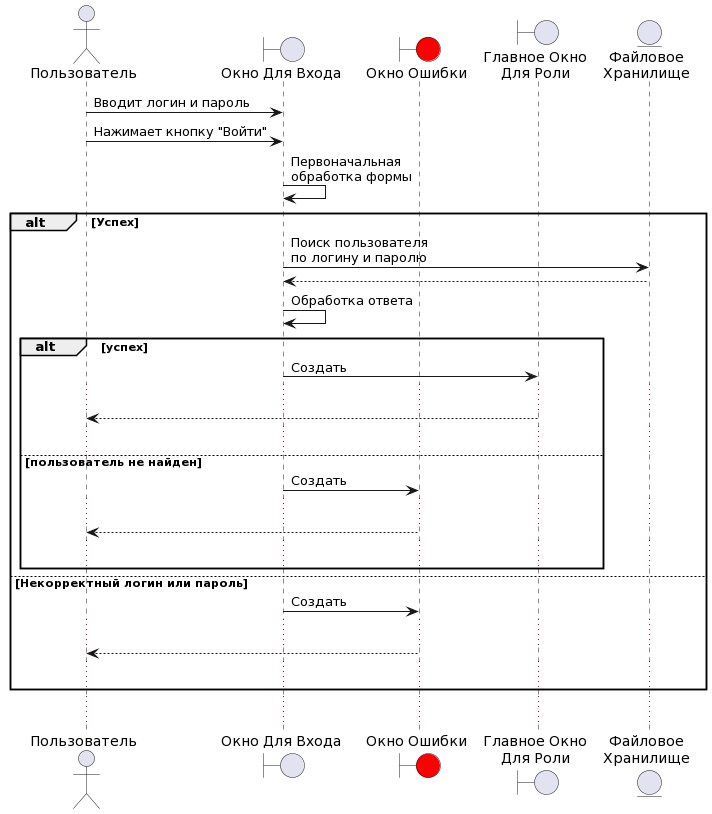 Пользователь
Окно Для Входа
Окно Ошибки
Главное Окно
Для Роли
Файловое
Хранилище
Вводит логин и пароль
Нажимает кнопку "Войти"
Первоначальная
обработка формы
alt
[Успех]
Поиск пользователя
по логину и паролю
Обработка ответа
alt
[успех]
Создать
[пользователь не найден]
Создать
[Некорректный логин или пароль]
Создать
Пользователь
Окно Для Входа
Окно Ошибки
Главное Окно
Для Роли
Файловое
Хранилище